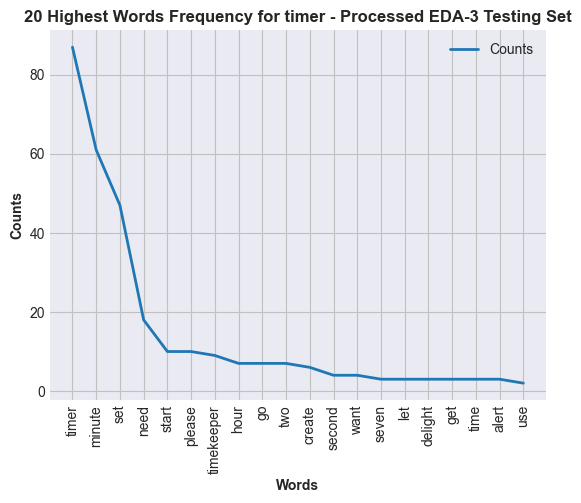 20 Highest Words Frequency for timer - Processed EDA-3 Testing Set
Counts
80
60
40
20
0
Counts
timer
minute
set
need
start
please
timekeeper
hour
go
two
create
second
want
seven
let
delight
get
time
alert
use
Words